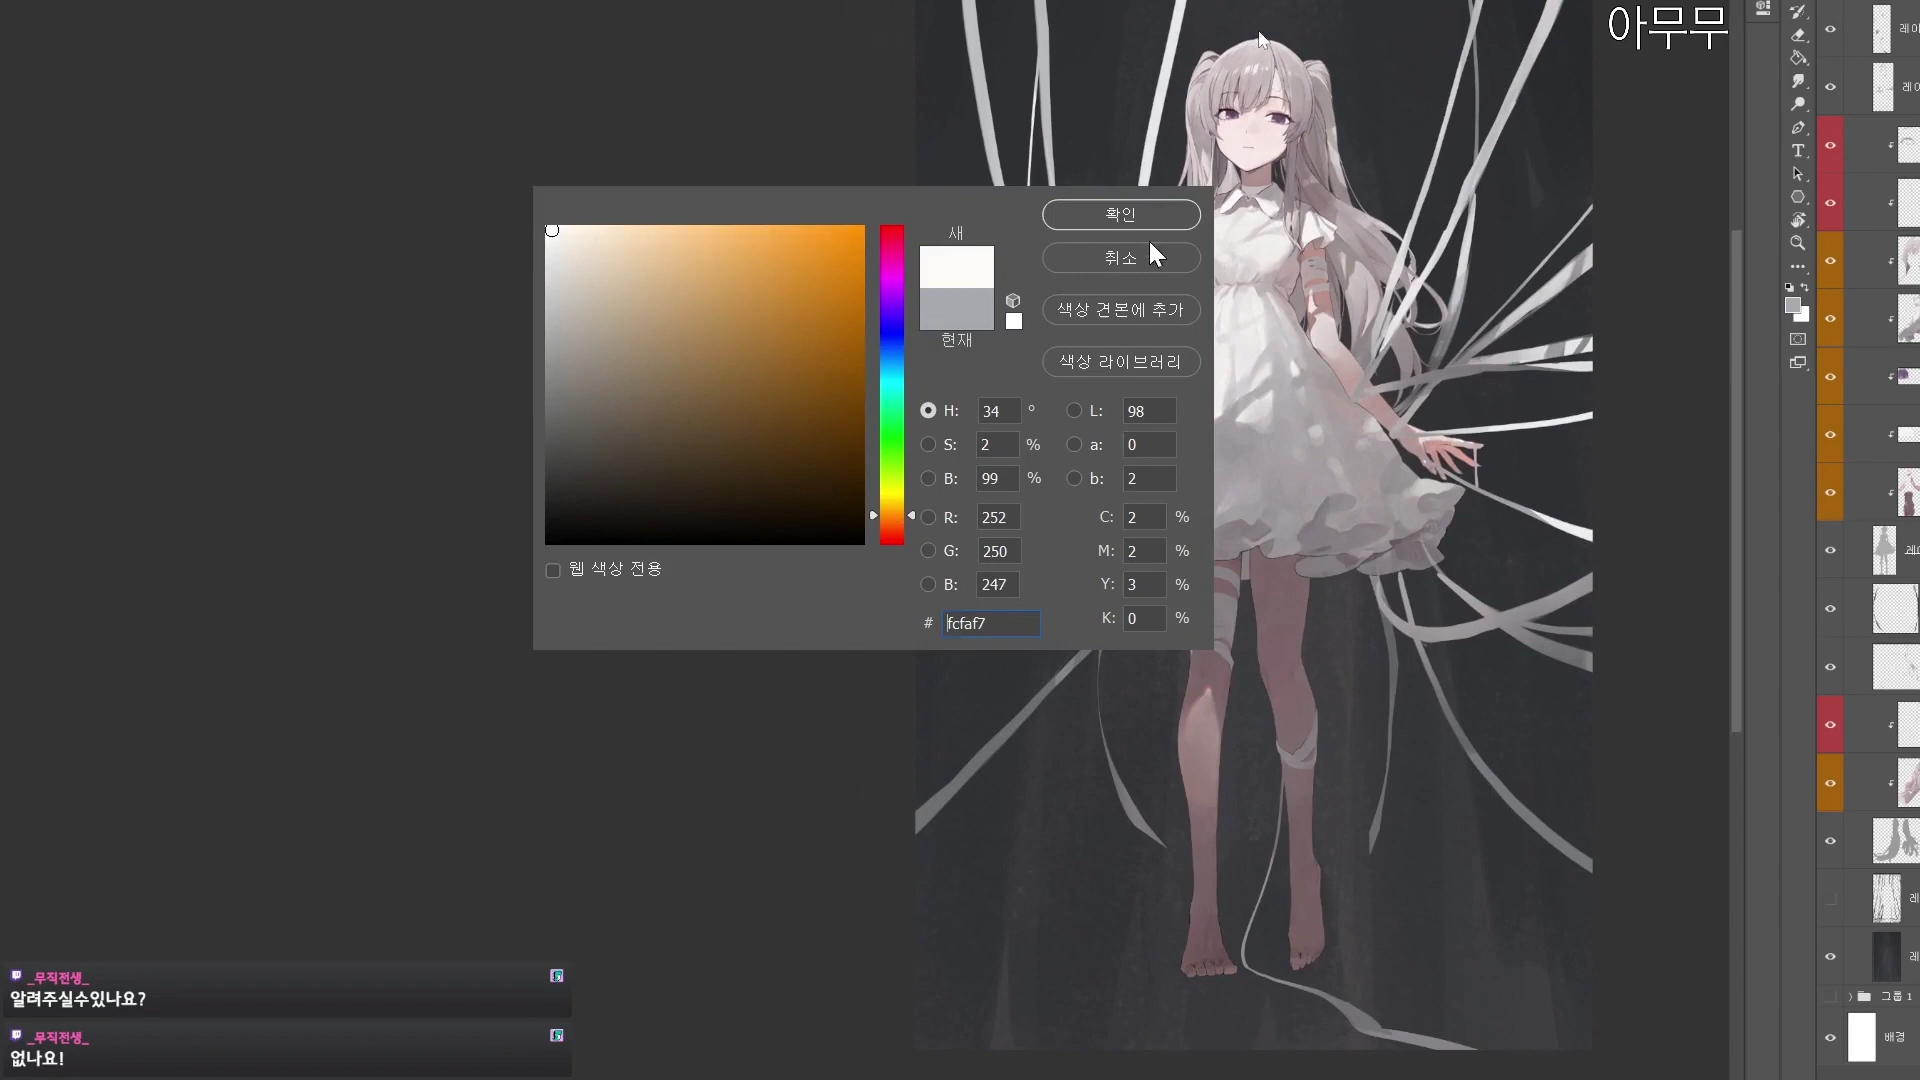 아무무
확인
새
취소
색상 견본에 추가
현재
색상 라이브러리
H: 34 ° L: 98
S: 2 % a: 0
B: 99 % b: 2
R: 252 C: 2 %
G: 250 M: 2 %
B: 247 Y: 3 %
# fcfaf7 K: 0 %
웹 색상 전용
_무직전생_
알려주실수있나요?
_무직전생_
없나요!
그룹 1
배경